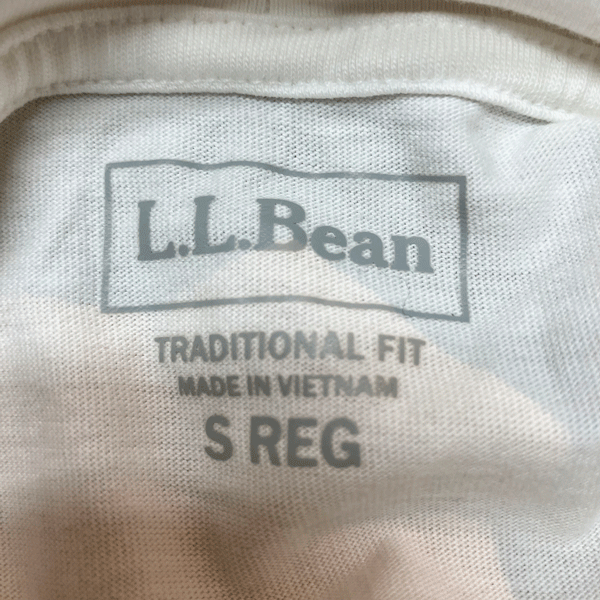 L.L.Bean
TRADITIONAL FIT
MADE IN VIETNAM
S REG